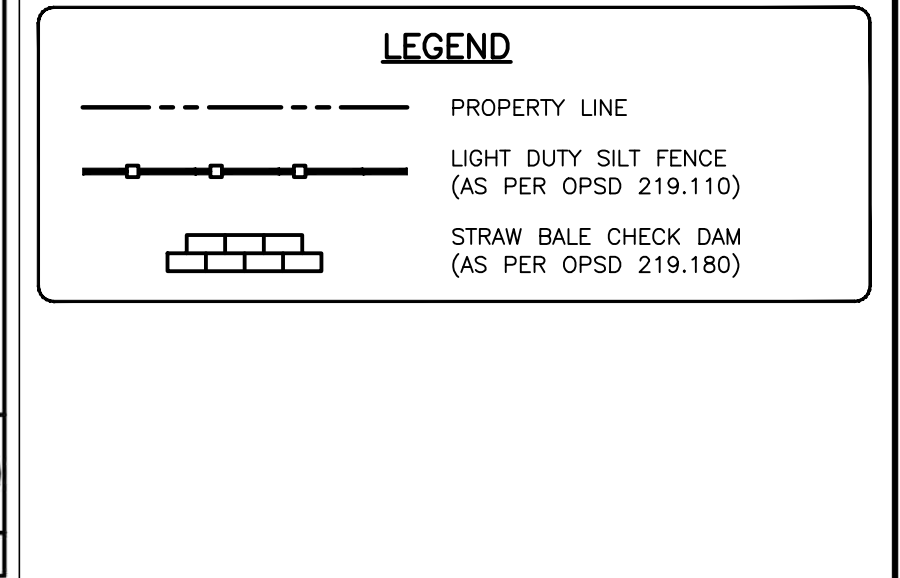 LEGEND
PROPERTY LINE
LIGHT DUTY SILT FENCE
(AS PER OPSD 219.110)
STRAW BALE CHECK DAM
(AS PER OPSD 219.180)